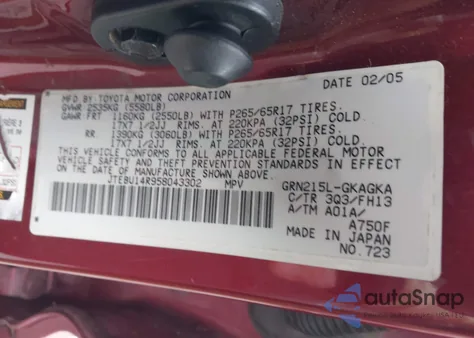 MFD. BY: TOYOTA MOTOR CORPORATION DATE 02/05
GVWR 2535KG (5580LB)
GAWR FRT 1160KG (2550LB) WITH P265/65R17 TIRES.
17X7 1/2JJ RIMS. AT 220KPA (32PSI) COLD.
RR. 1390KG (3060LB) WITH P265/65R17 TIRES.
17X7 1/2JJ RIMS. AT 220KPA (32PSI) COLD.
THIS VEHICLE CONFORMS TO ALL APPLICABLE FEDERAL MOTOR
VEHICLE SAFETY AND THEFT PREVENTION STANDARDS IN EFFECT
ON THE DATE OF MANUFACTURE SHOWN ABOVE.
JTEBU14R958043302 MPV GRN215L-GKAGKA
C/TR 3Q3/FH13
A/TM A01A/
A750F
MADE IN JAPAN
NO.723
autoSnap